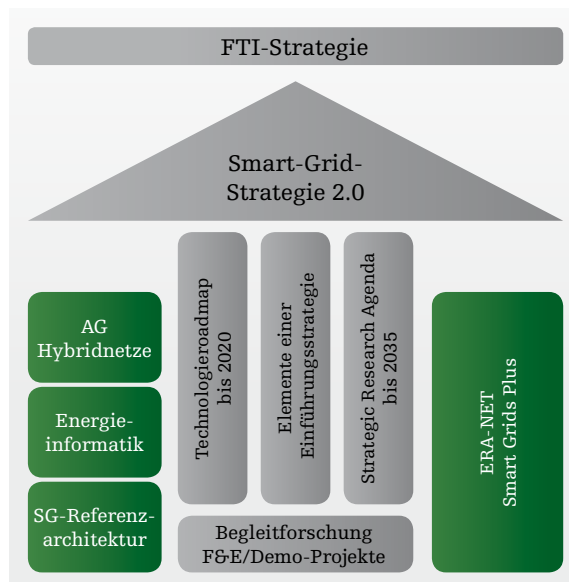 FTI-Strategie
Smart-Grid-
Strategie 2.0
AG
Hybridnetze
Energie-
informatik
SG-Referenz-
architektur
Technologieroadmap
bis 2020
Elemente einer
Einführungsstrategie
Strategic Research Agenda
bis 2035
Begleitforschung
F&E/Demo-Projekte
ERA-NET
Smart Grids Plus